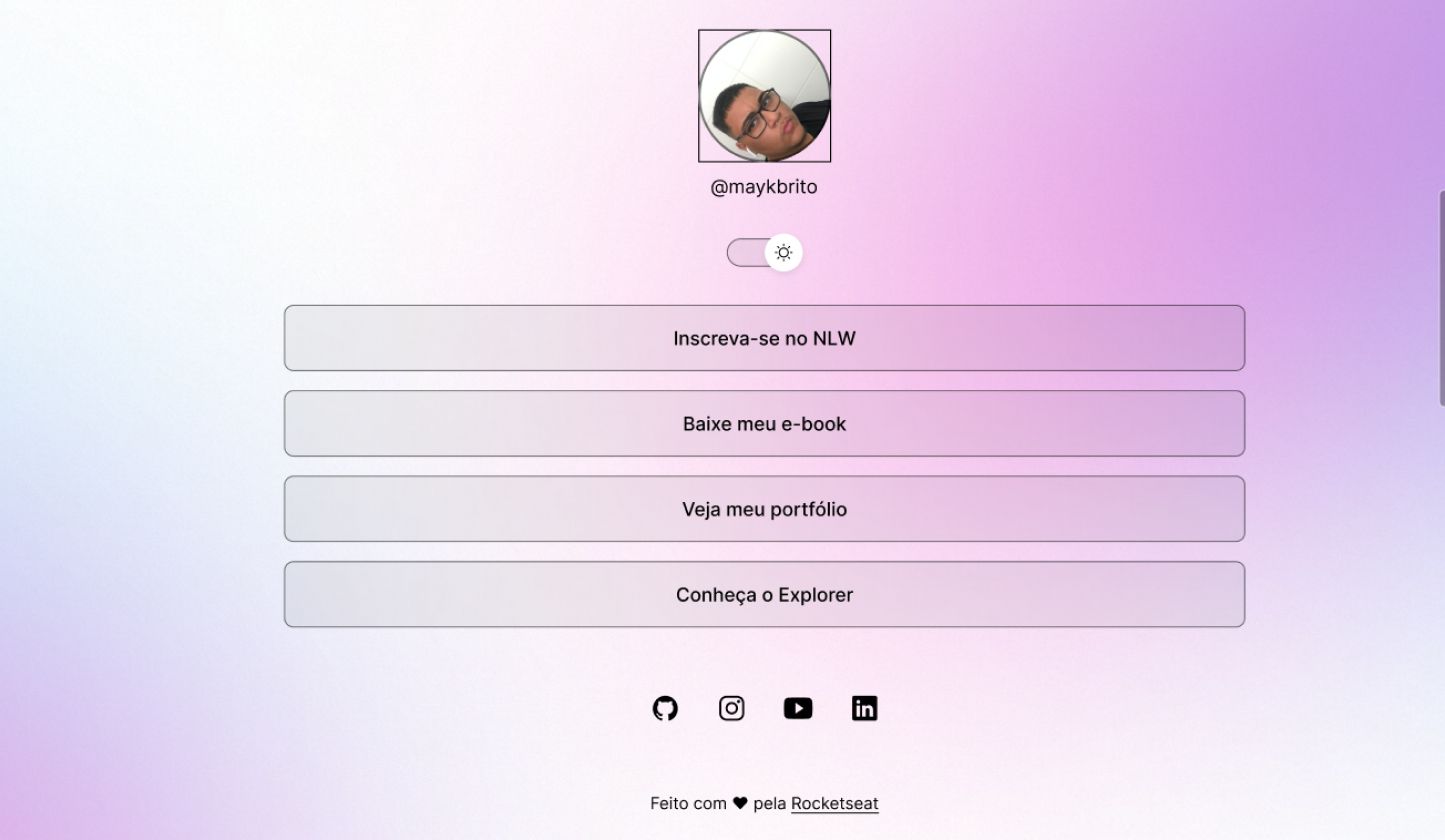 @maykbrito
Inscreva-se no NLW
Baixe meu e-book
Veja meu portfólio
Conheça o Explorer
Feito com ♥ pela Rocketseat